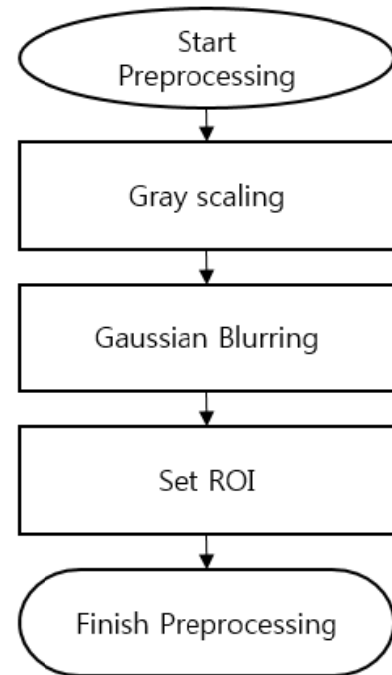 Start
Preprocessing
Gray scaling
Gaussian Blurring
Set ROI
Finish Preprocessing